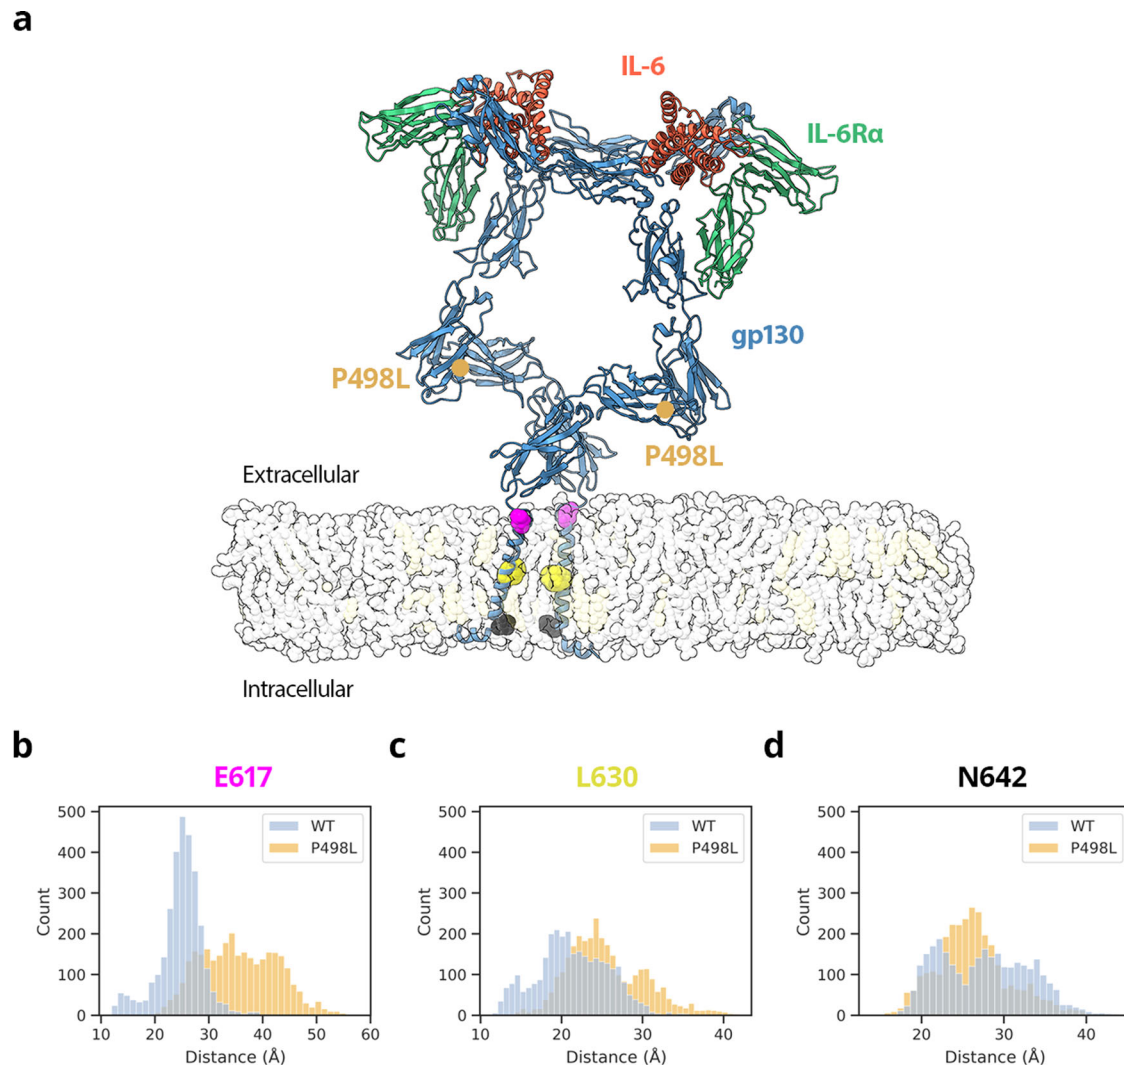 a
IL-6
IL-6Rα
gp130
P498L
P498L
Extracellular
Intracellular
b
c
d
E617
L630
N642
500
400
300
200
100
0
Count
WT
P498L
10 20 30 40 50 60
Distance (Å)
500
400
300
200
100
0
Count
WT
P498L
10 20 30 40
Distance (Å)
500
400
300
200
100
0
Count
WT
P498L
20 30 40
Distance (Å)